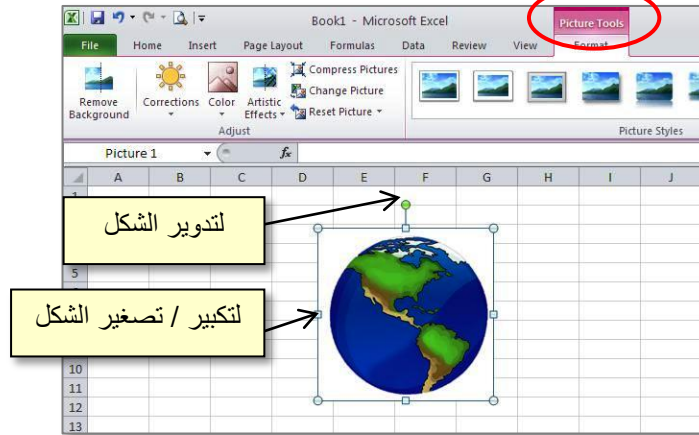 Book1 - Microsoft Excel
Picture Tools
File Home Insert Page Layout Formulas Data Review View Format
Remove Background
Corrections
Color
Artistic Effects
Compress Pictures
Change Picture
Reset Picture
Adjust
Picture Styles
Picture 1 fx
A B C D E F G H I J
1
لتدوير الشكل
5
لتكبير / تصغير الشكل
10
11
12
13